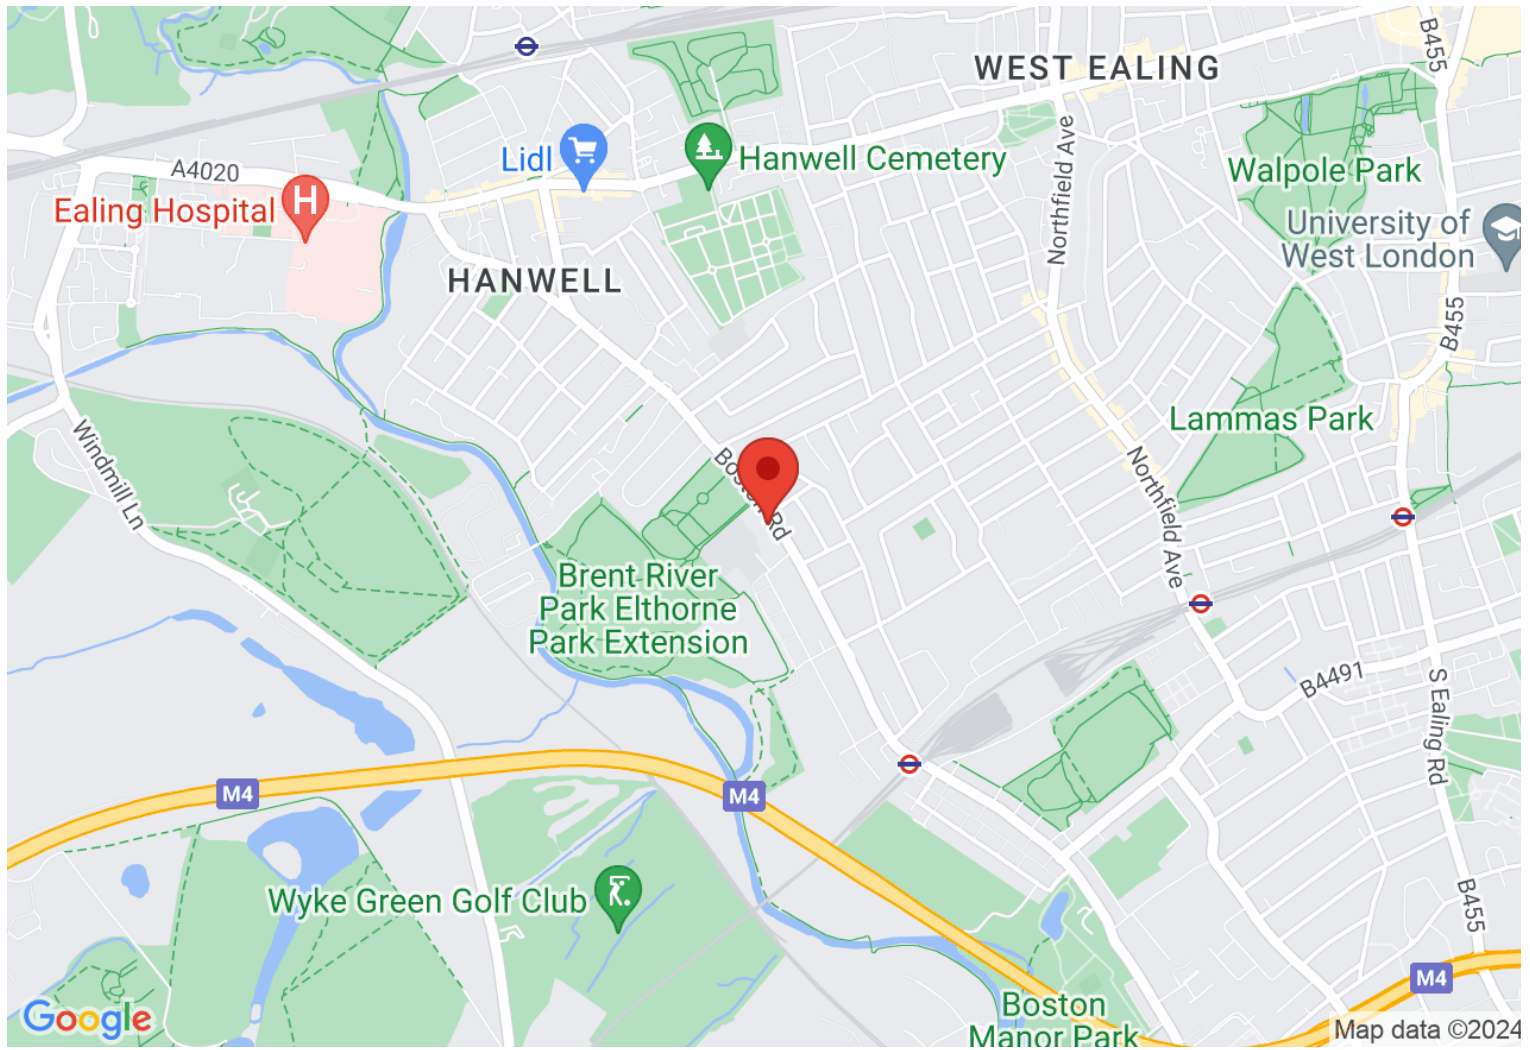 B455
WEST EALING
Lidl
Hanwell Cemetery
A4020
Northfield Ave
Walpole Park
Ealing Hospital
H
University of
West London
HANWELL
B455
Lammas Park
Windmill Ln
Boston Rd
Northfield Ave
Brent River
Park Elthorne
Park Extension
B4491
S Ealing Rd
M4
M4
Wyke Green Golf Club
B455
M4
Boston
Manor Park
Google
Map data ©2024